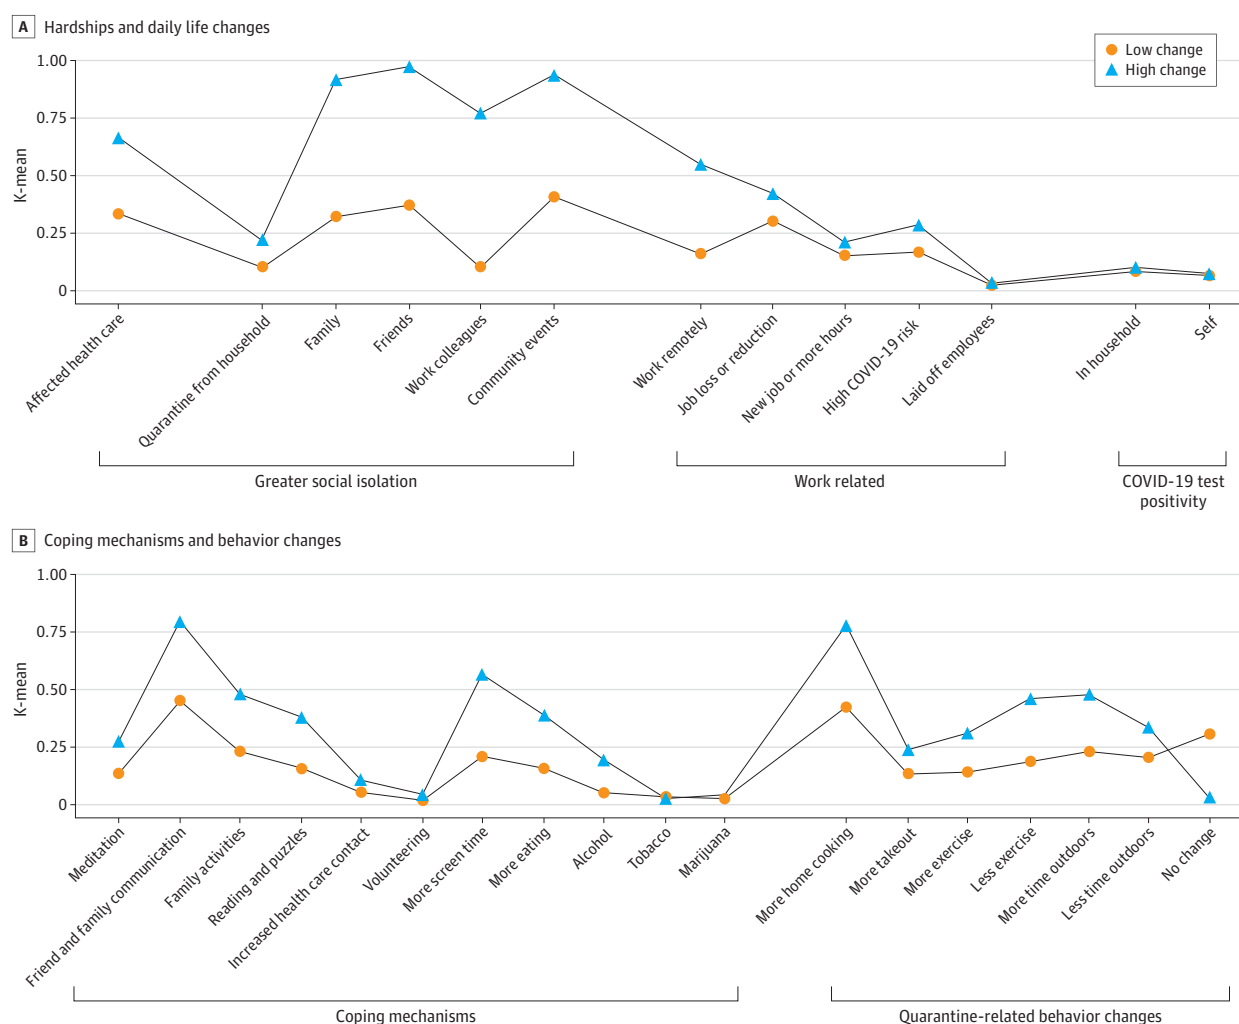 A Hardships and daily life changes
Low change
High change
K-mean
1.00
0.75
0.50
0.25
0
Affected health care
Quarantine from household
Family
Friends
Work colleagues
Community events
Work remotely
Job loss or reduction
New job or more hours
High COVID-19 risk
Laid off employees
In household
Self
Greater social isolation
Work related
COVID-19 test
positivity
B Coping mechanisms and behavior changes
K-mean
1.00
0.75
0.50
0.25
0
Meditation
Friend and family communication
Family activities
Reading and puzzles
Increased health care contact
Volunteering
More screen time
More eating
Alcohol
Tobacco
Marijuana
More home cooking
More takeout
More exercise
Less exercise
More time outdoors
Less time outdoors
No change
Coping mechanisms
Quarantine-related behavior changes